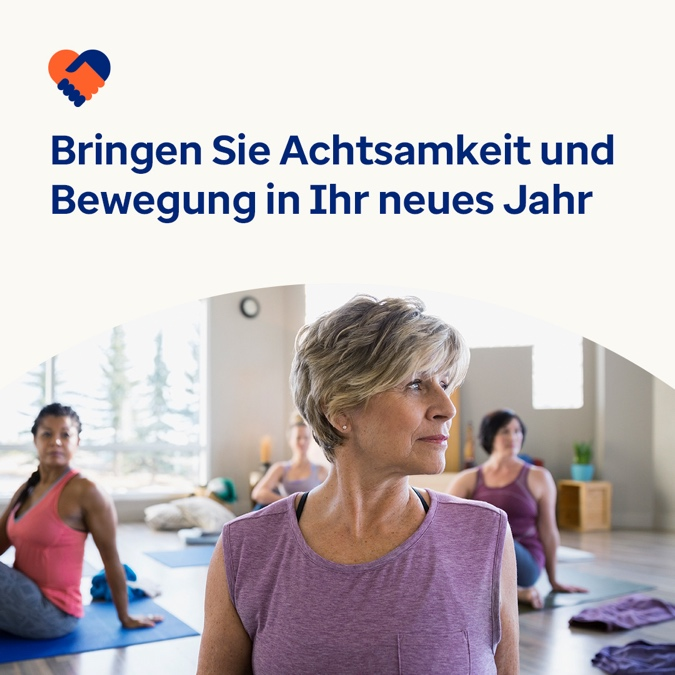 Bringen Sie Achtsamkeit und
Bewegung in Ihr neues Jahr